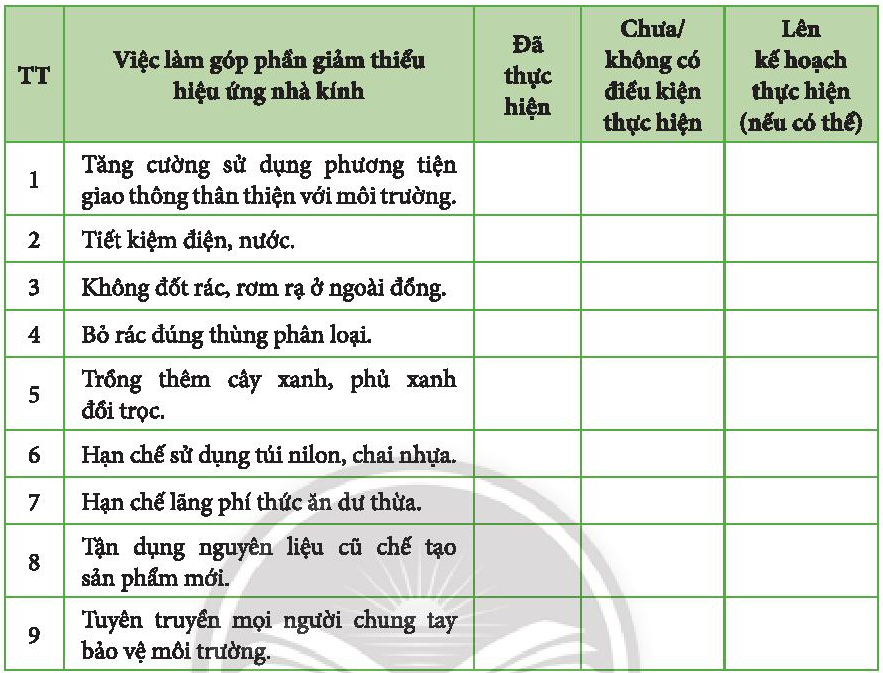 TT
Việc làm góp phần giảm thiểu
hiệu ứng nhà kính
Đã
thực
hiện
Chưa/
không có
điều kiện
thực hiện
Lên
kế hoạch
thực hiện
(nếu có thể)
1
Tăng cường sử dụng phương tiện
giao thông thân thiện với môi trường.
2
Tiết kiệm điện, nước.
3
Không đốt rác, rơm rạ ở ngoài đồng.
4
Bỏ rác đúng thùng phân loại.
5
Trồng thêm cây xanh, phủ xanh
đồi trọc.
6
Hạn chế sử dụng túi nilon, chai nhựa.
7
Hạn chế lãng phí thức ăn dư thừa.
8
Tận dụng nguyên liệu cũ chế tạo
sản phẩm mới.
9
Tuyên truyền mọi người chung tay
bảo vệ môi trường.